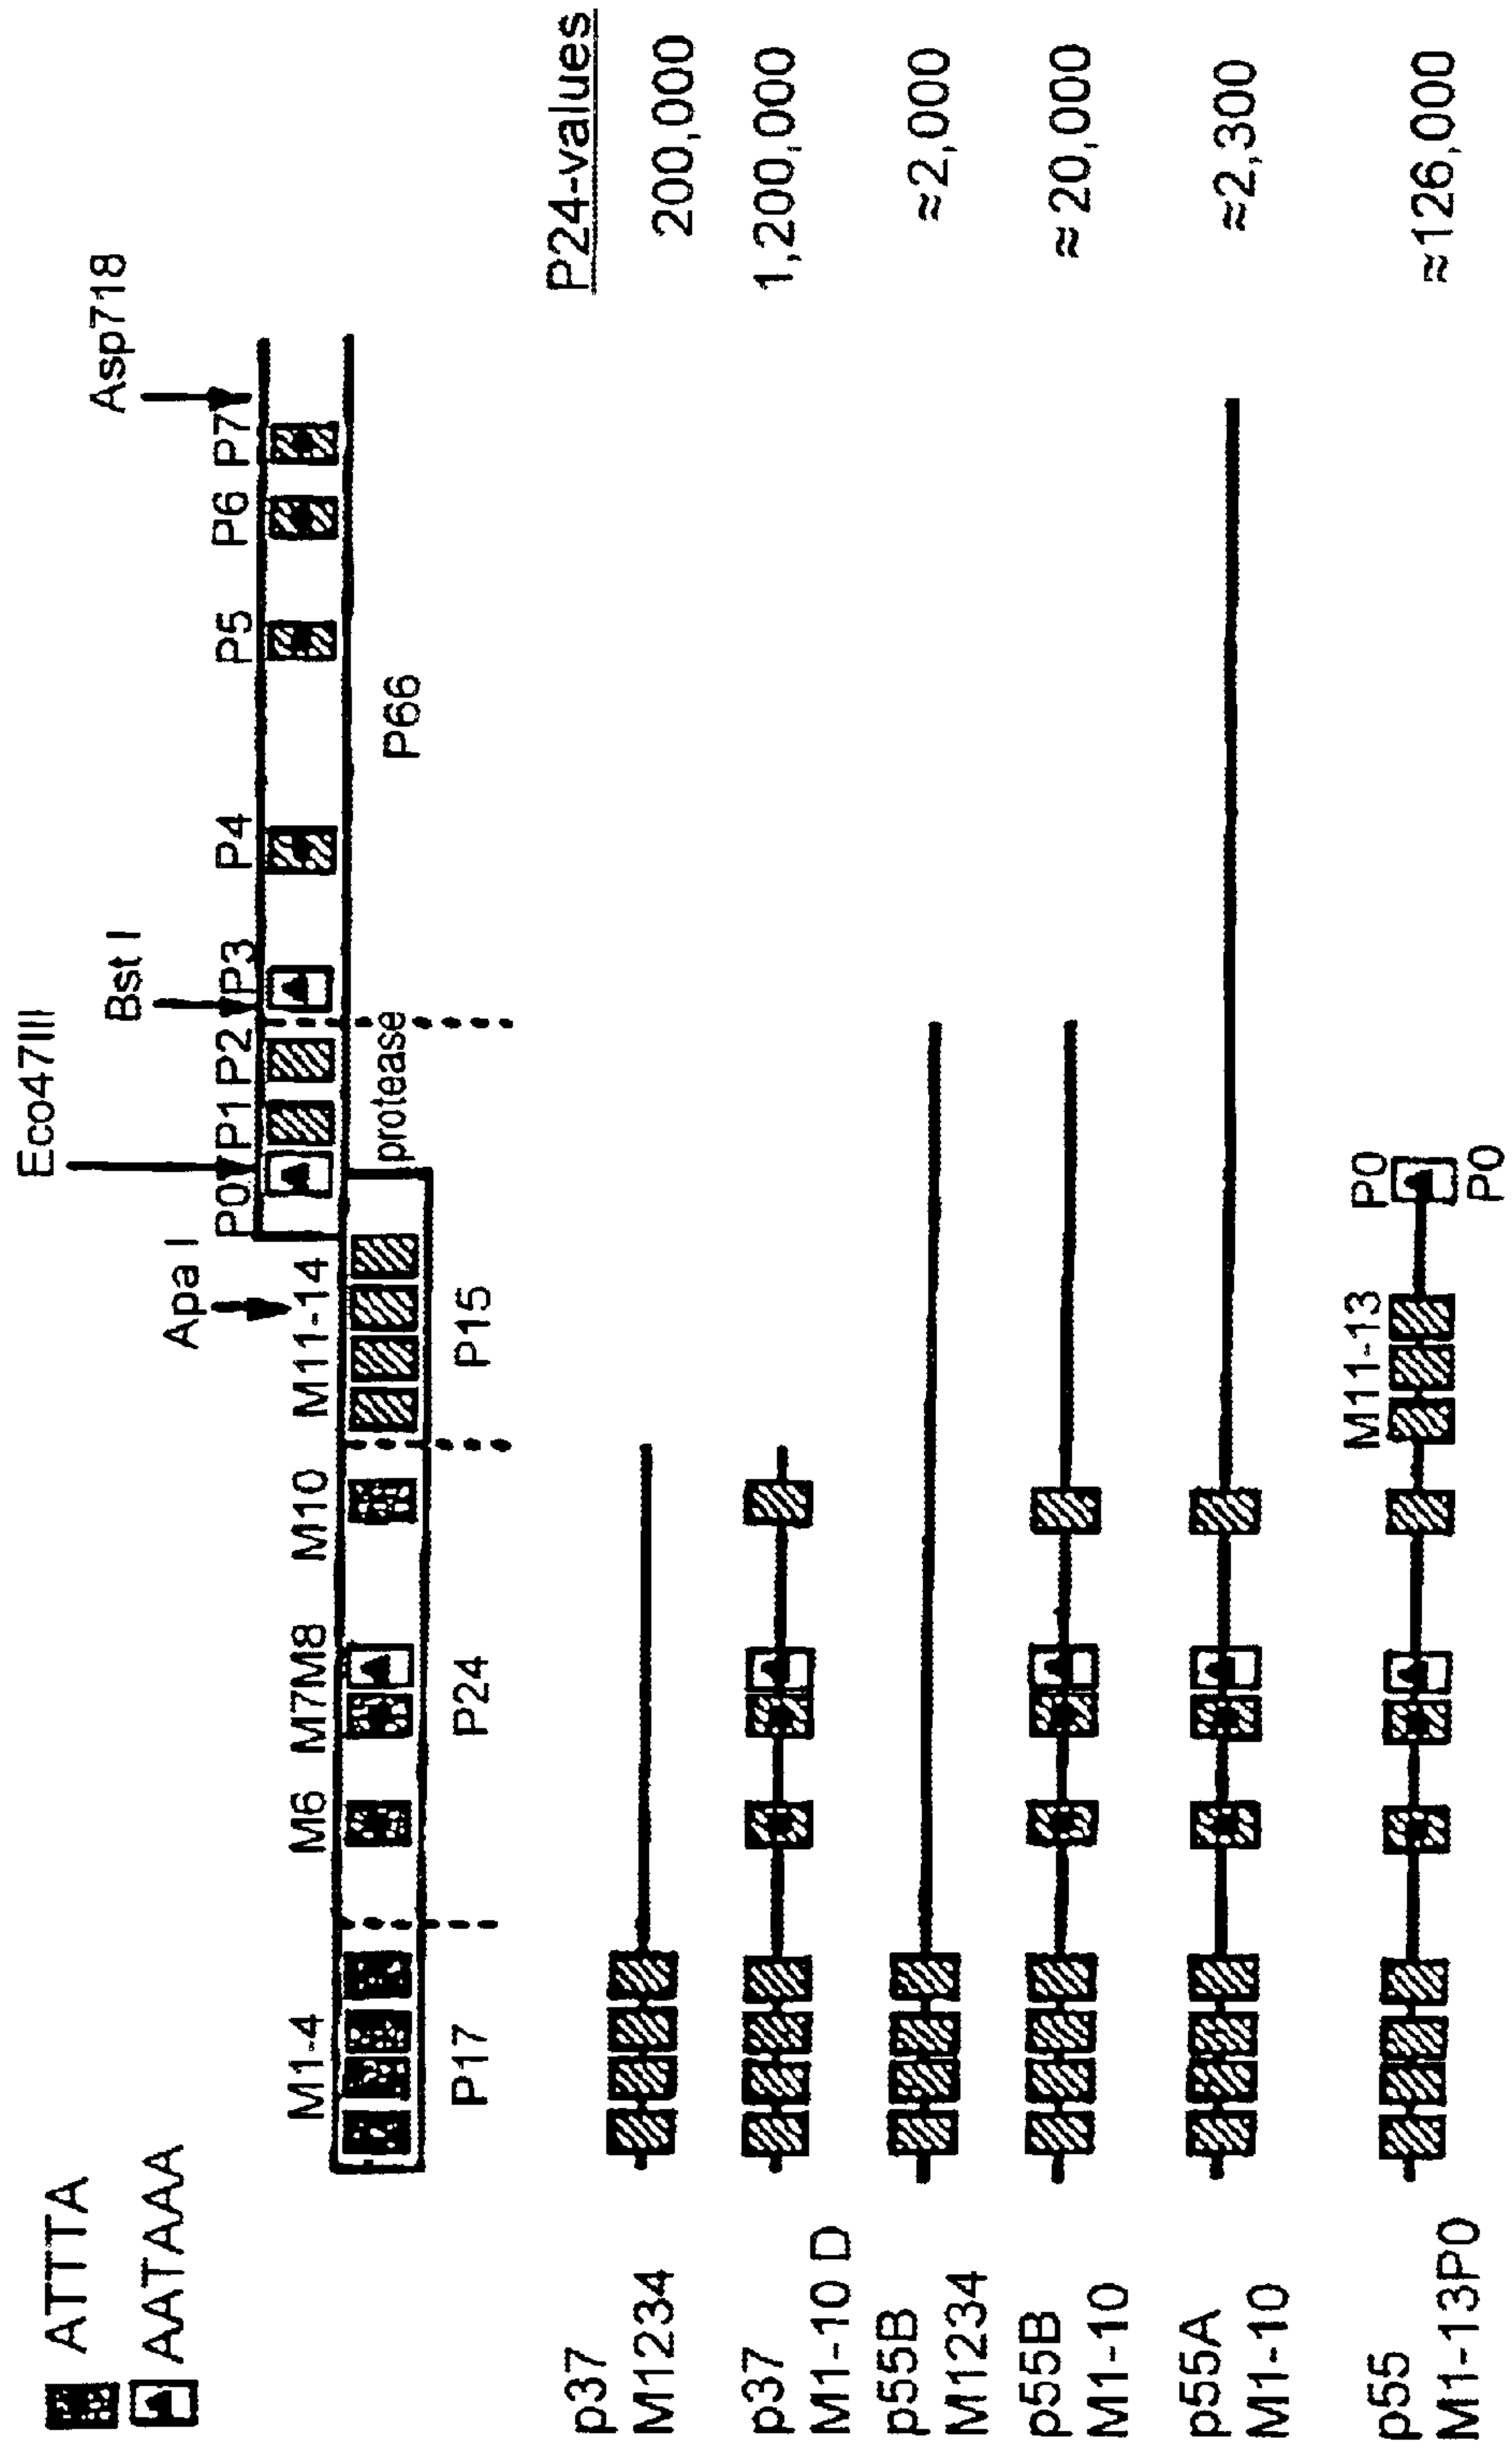 ATTTA
AATAAA
Eco47III
Bst I
Asp718
Apa I
P0 P1 P2 P3 P4 P5 P6 P7
M1-4 M6 M7 M8 M10 M11-14
protease
P66
P17 P24 P15
P24-values
p37
M1234
200,000
p37
M1-10 D
1,200,000
p55B
M1234
≈2,000
p55B
M1-10
≈20,000
p55A
M1-10
≈2,300
M11-13 P0
p55
M1-13P0
P0
≈126,000